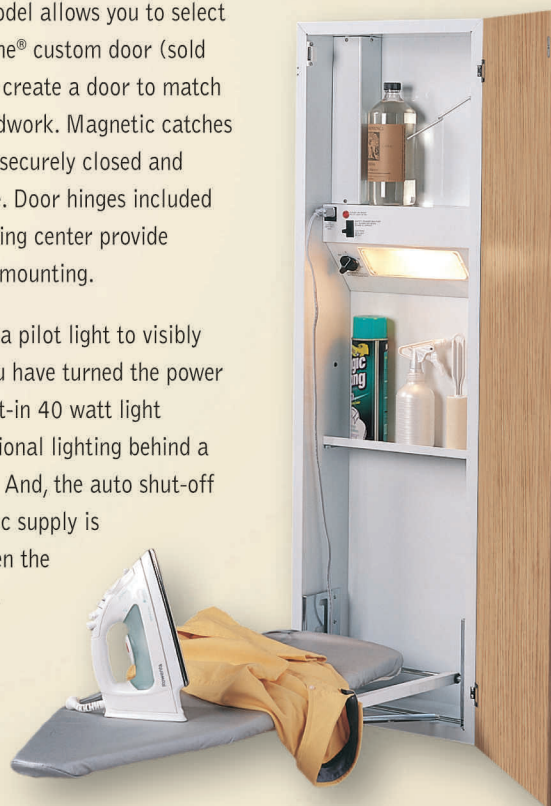 odel allows you to select
ne® custom door (sold
create a door to match
dwork. Magnetic catches
securely closed and
. Door hinges included
ing center provide
mounting.
a pilot light to visibly
u have turned the power
t-in 40 watt light
ional lighting behind a
And, the auto shut-off
ic supply is
en the